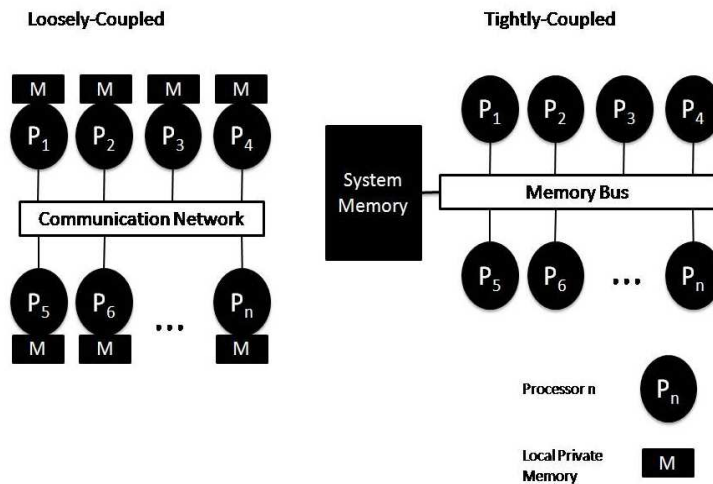 Loosely-Coupled
M M M M
P1 P2 P3 P4
Communication Network
P5 P6 ... Pn
M M M
Tightly-Coupled
P1 P2 P3 P4
System
Memory
Memory Bus
P5 P6 ... Pn
Processor n
Pn
Local Private
Memory
M